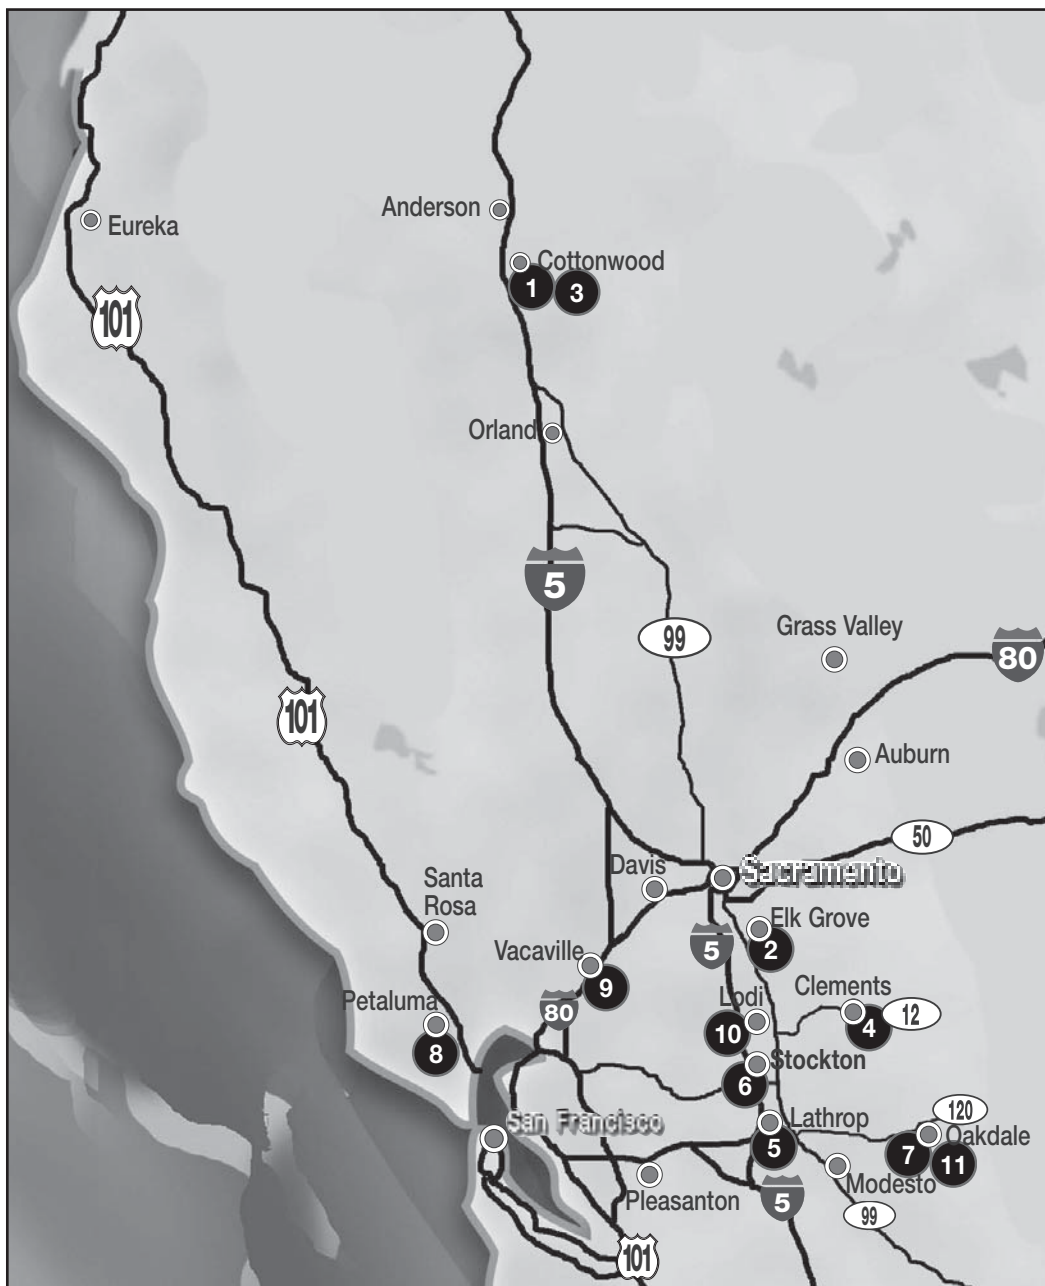 Anderson
Eureka
Cottonwood
1
3
101
Orland
5
Grass Valley
99
80
101
Auburn
50
Davis
Sacramento
Santa
Rosa
Elk Grove
5
2
Vacaville
9
Clements
Lodi
80
Petaluma
12
4
10
8
Stockton
6
San Francisco
Lathrop
120
Oakdale
5
7
11
Modesto
Pleasanton
5
99
101